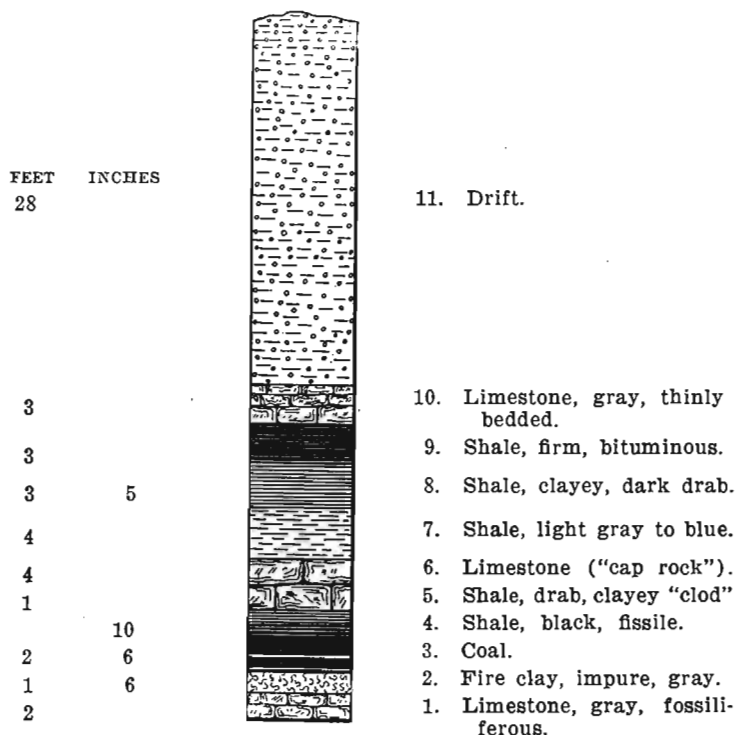 FEET INCHES
28 11. Drift.
3 10. Limestone, gray, thinly
bedded.
3 9. Shale, firm, bituminous.
3 5 8. Shale, clayey, dark drab.
4 7. Shale, light gray to blue.
4 6. Limestone (“cap rock”).
1 5. Shale, drab, clayey “clod”
10 4. Shale, black, fissile.
2 6 3. Coal.
1 6 2. Fire clay, impure, gray.
2 1. Limestone, gray, fossili-
ferous.